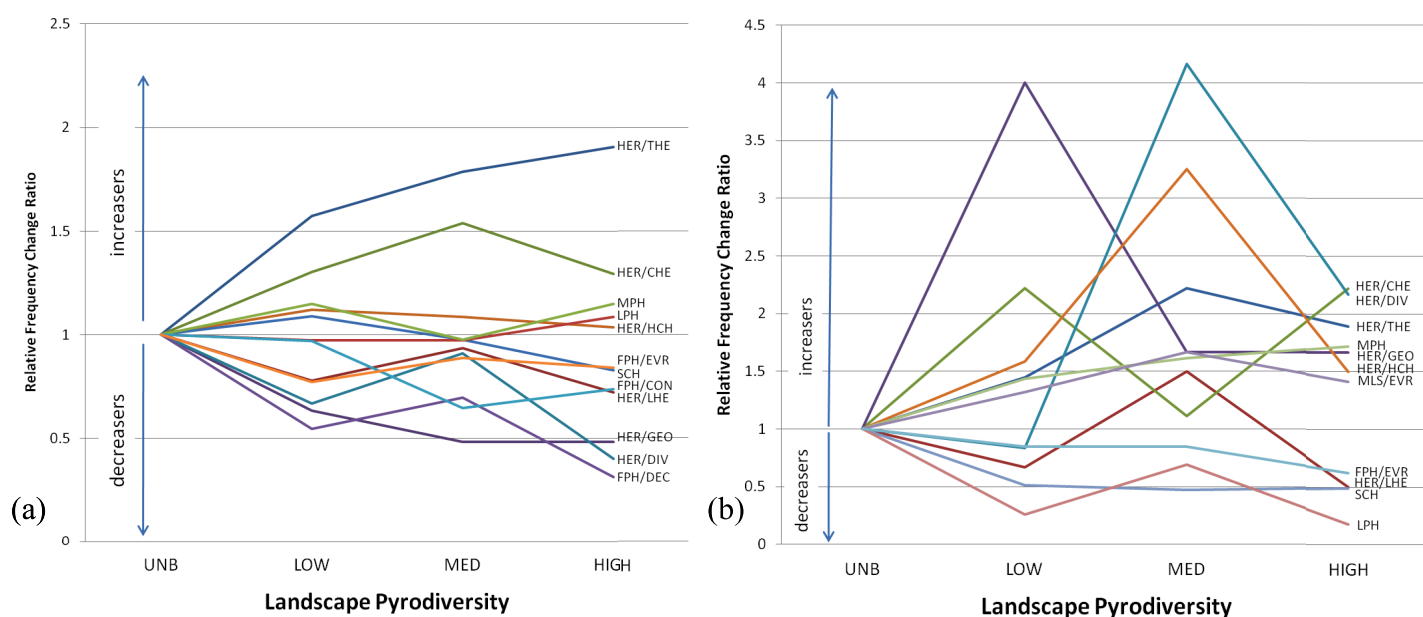 2.5
2
1.5
1
0.5
0
Relative Frequency Change Ratio
increasers
decreasers
HER/THE
HER/CHE
MPH
LPH
HER/HCH
FPH/EVR
SCH
FPH/CON
HER/LHE
HER/GEO
HER/DIV
FPH/DEC
(a)
UNB LOW MED HIGH
Landscape Pyrodiversity
4.5
4
3.5
3
2.5
2
1.5
1
0.5
0
Relative Frequency Change Ratio
increasers
decreasers
HER/CHE
HER/DIV
HER/THE
MPH
HER/GEO
HER/HCH
MLS/EVR
FPH/EVR
HER/LHE
SCH
LPH
(b)
UNB LOW MED HIGH
Landscape Pyrodiversity